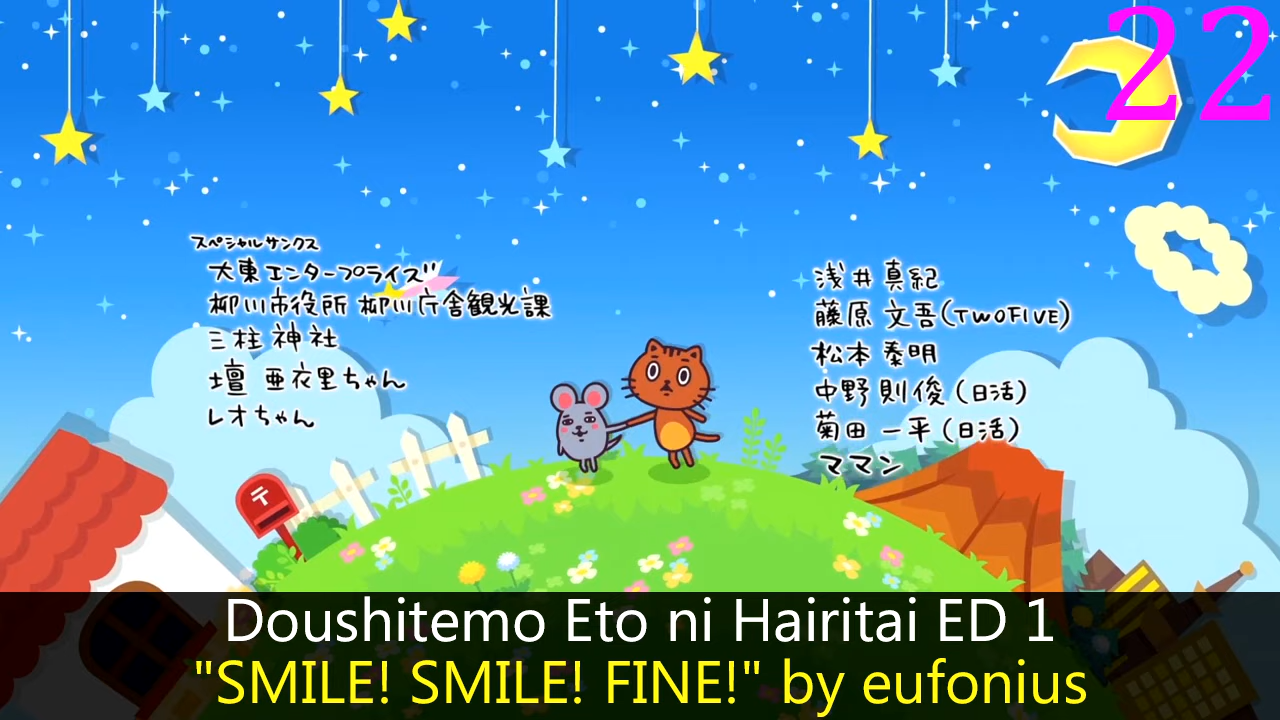 22
スペシャルサンクス
大東エンタープライズ
柳川市役所 柳川庁舎観光課
三柱神社
壇 亜衣里ちゃん
レオちゃん
浅井真紀
藤原 文吾(TWOFIVE)
松本 泰明
中野 則俊(日活)
菊田 一平(日活)
ママン
〒
Doushitemo Eto ni Hairitai ED 1
"SMILE! SMILE! FINE!" by eufonius